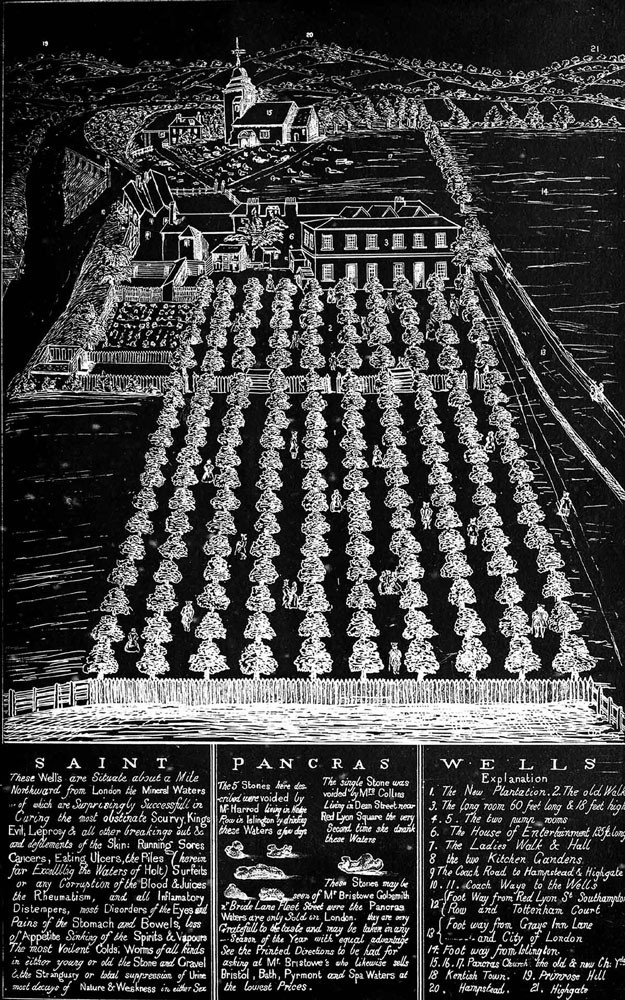 19
20
21
SAINT PANCRAS WELLS
These Wells are Situate about a Mile
Northward from London the Mineral Waters
of which are Surprisingly Successfull in
Curing the most obstinate Scurvy, Kings
Evil, Leprosy & all other breakings out &
and defilements of the Skin: Running Sores
Cancers, Eating Ulcers, the Piles (herein
far Excelling the Waters of Holt) Surfeits
or any Corruption of the Blood & Juices
the Rheumatism, and all Inflamatory
Distempers, most Disorders of the Eyes and
Pains of the Stomach and Bowels, loss
of Appetite Sinking of the Spirits & Vapours
The most Voilent Colds, Worms of all kinds
in either young or old the Stone and Gravel
the Stranguary or total suppression of Urine
most decays of Nature & Weakness in either Sex
The 5 Stones here des
cribed were voided by
Mr Harrod living in
Row in Islington by drinking
these Waters a few days
The single Stone was
voided by Mrs Collins
Living in Dean Street near
Red Lyon Square the very
Second time she drank
these Waters
These Stones may be
seen of Mr Bristowe Goldsmith
Bride Lane Fleet Street were the Pancras
Waters are only Sold in London. they are very
Gratefull to the taste and may be taken in any
Season of the Year with equal advantage
See the Printed Directions to be had for
asking at Mr. Bristowe's who likewise sells
Bristol, Bath, Pyrmont and Spa Waters at
the lowest Prices.
Explanation
1. The New Plantation. 2. The old Walk
3. The long room 60 feet long & 18 feet high
4. 5. The two pump rooms
6. The House of Entertainment 135 ft long
7. The Ladies Walk & Hall
8 the two Kitchen Gardens
9 The Coach Road to Hampstead & Highgate
10. 11. Coach Ways to the Wells
12 Foot Way from Red Lyon St Southampton
Row and Tottenham Court
13 Foot way from Grays Inn Lane
and City of London
14. Foot way from Islington
15. 16. 17 Pancras Church the old & new Ch: Yds
18 Kentish Town. 19. Primrose Hill
20. Hampstead. 21. Highgate